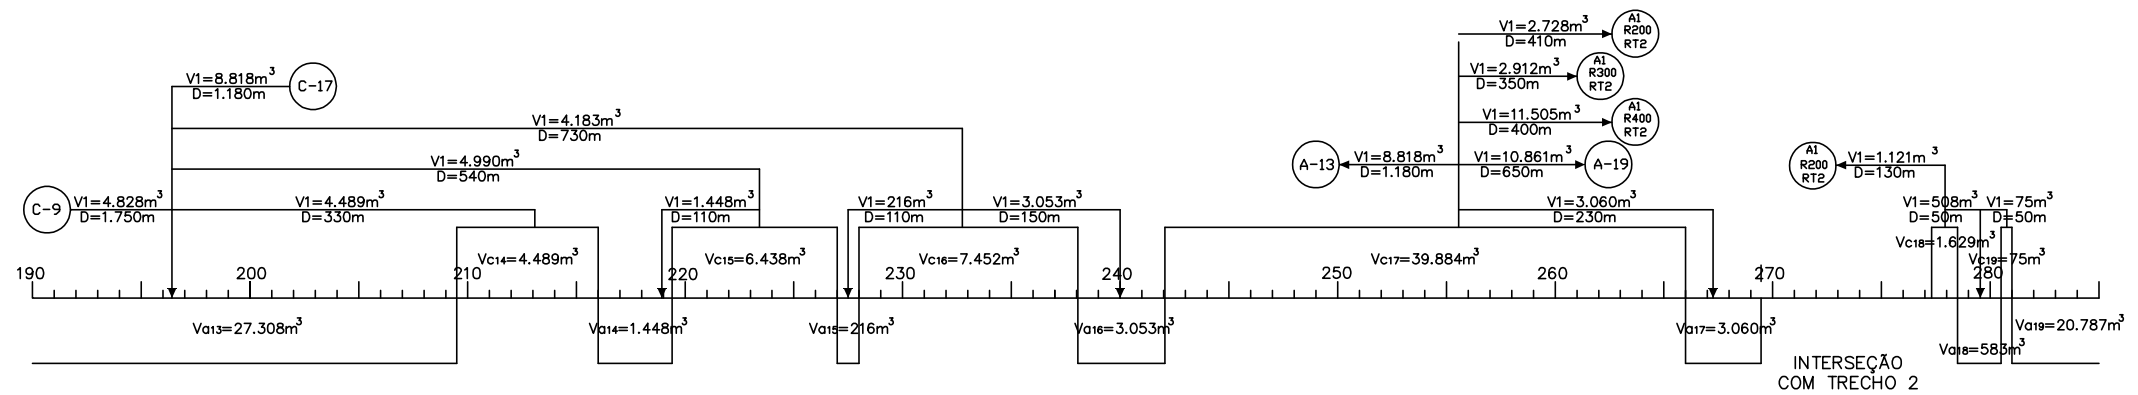 V1=2.728m³
D=410m
A1
R200
RT2
V1=2.912m³
D=350m
A1
R300
RT2
V1=8.818m³
D=1.180m
C-17
V1=4.183m³
D=730m
V1=11.505m³
D=400m
A1
R400
RT2
V1=4.990m³
D=540m
A-13
V1=8.818m³
D=1.180m
V1=10.861m³
D=650m
A-19
A1
R200
RT2
V1=1.121m³
D=130m
C-9
V1=4.828m³
D=1.750m
V1=4.489m³
D=330m
V1=1.448m³
D=110m
V1=216m³
D=110m
V1=3.053m³
D=150m
V1=3.060m³
D=230m
V1=508m³
D=50m
V1=75m³
D=50m
Vc14=4.489m³
Vc15=6.438m³
Vc16=7.452m³
Vc17=39.884m³
Vc18=1.629m³
Vc19=75m³
190 200 210 220 230 240 250 260 270 280
Va13=27.308m³
Va14=1.448m³
Va15=216m³
Va16=3.053m³
Va17=3.060m³
Va18=583m³
Va19=20.787m³
INTERSEÇÃO
COM TRECHO 2